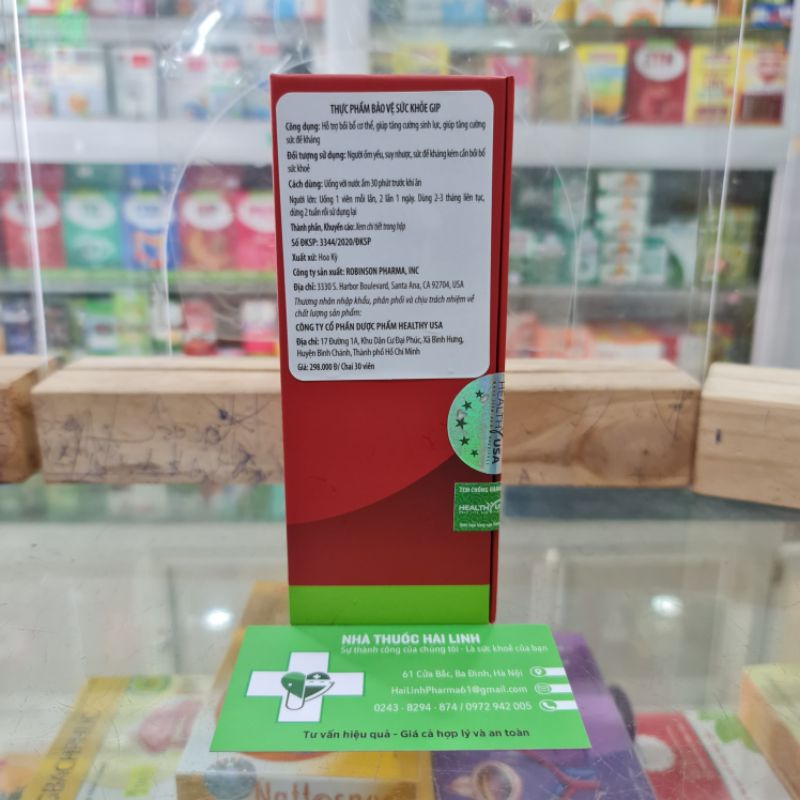 THỰC PHẨM BẢO VỆ SỨC KHỎE GIP
Công dụng: Hỗ trợ bồi bổ cơ thể, giúp tăng cường sinh lực, giúp tăng cường
sức đề kháng
Đối tượng sử dụng: Người ốm yếu, suy nhược, sức đề kháng kém cần bồi bổ
sức khoẻ
Cách dùng: Uống với nước ấm 30 phút trước khi ăn
Người lớn: Uống 1 viên mỗi lần, 2 lần 1 ngày. Dùng 2-3 tháng liên tục,
dừng 2 tuần rồi sử dụng lại
Thành phần, Khuyến cáo: Xem chi tiết trong hộp
Số ĐKSP: 3344/2020/ĐKSP
Xuất xứ: Hoa Kỳ
Công ty sản xuất: ROBINSON PHARMA, INC
Địa chỉ: 3330 S. Harbor Boulevard, Santa Ana, CA 92704, USA
Thương nhân nhập khẩu, phân phối và chịu trách nhiệm về
chất lượng sản phẩm:
CÔNG TY CỔ PHẦN DƯỢC PHẨM HEALTHY USA
Địa chỉ: 17 Đường 1A, Khu Dân Cư Đại Phúc, Xã Bình Hưng,
Huyện Bình Chánh, Thành phố Hồ Chí Minh
Giá: 298.000 Đ/ Chai 30 viên
HEALTHY USA
TEM CHỐNG HÀNG
HEALTHY U
NHÀ THUỐC HẢI LINH
Sự thành công của chúng tôi - Là sức khoẻ của bạn
61 Cửa Bắc, Ba Đình, Hà Nội
HaiLinhPharma61@gmail.com
0243 - 8294 - 874 / 0972 942 005
Tư vấn hiệu quả - Giá cả hợp lý và an toàn